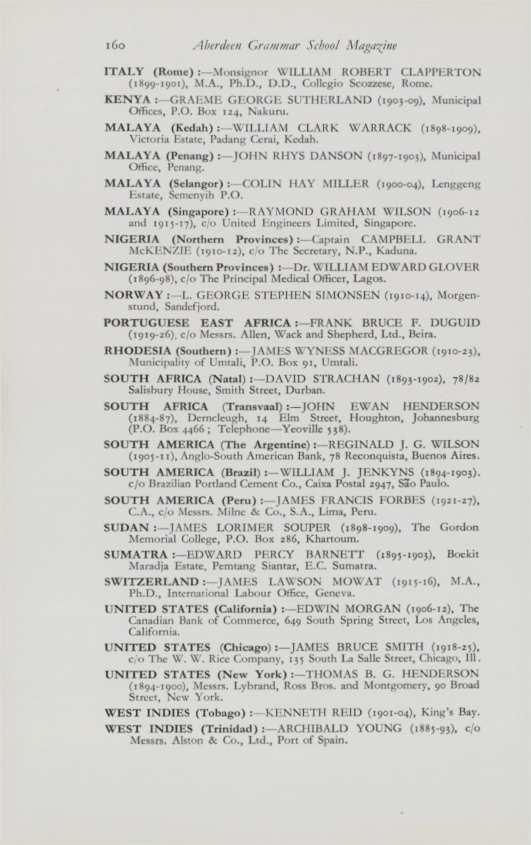 160 Aberdeen Grammar School Magazine
ITALY (Rome) :—Monsignor WILLIAM ROBERT CLAPPERTON
(1899-1901), M.A., Ph.D., D.D., Collegio Scozzese, Rome.
KENYA :—GRAEME GEORGE SUTHERLAND (1903-09), Municipal
Offices, P.O. Box 124, Nakuru.
MALAYA (Kedah) :—WILLIAM CLARK WARRACK (1898-1909),
Victoria Estate, Padang Cerai, Kedah.
MALAYA (Penang) :—JOHN RHYS DANSON (1897-1903), Municipal
Office, Penang.
MALAYA (Selangor) :—COLIN HAY MILLER (1900-04), Lenggeng
Estate, Semenyih P.O.
MALAYA (Singapore) :—RAYMOND GRAHAM WILSON (1906-12
and 1915-17), c/o United Engineers Limited, Singapore.
NIGERIA (Northern Provinces) :—Captain CAMPBELL GRANT
McKENZIE (1910-12), c/o The Secretary, N.P., Kaduna.
NIGERIA (Southern Provinces) :—Dr. WILLIAM EDWARD GLOVER
(1896-98), c/o The Principal Medical Officer, Lagos.
NORWAY :—L. GEORGE STEPHEN SIMONSEN (1910-14), Morgen-
stund, Sandefjord.
PORTUGUESE EAST AFRICA :—FRANK BRUCE F. DUGUID
(1919-26), c/o Messrs. Allen, Wack and Shepherd, Ltd., Beira.
RHODESIA (Southern) :—JAMES WYNESS MACGREGOR (1910-23),
Municipality of Umtali, P.O. Box 91, Umtali.
SOUTH AFRICA (Natal) :—DAVID STRACHAN (1893-1902), 78/82
Salisbury House, Smith Street, Durban.
SOUTH AFRICA (Transvaal) :—JOHN EWAN HENDERSON
(1884-87), Derncleugh, 14 Elm Street, Houghton, Johannesburg
(P.O. Box 4466 ; Telephone—Yeoville 538).
SOUTH AMERICA (The Argentine) :—REGINALD J. G. WILSON
(1905-11), Anglo-South American Bank, 78 Reconquista, Buenos Aires.
SOUTH AMERICA (Brazil) :—WILLIAM J. JENKYNS (1894-1903).
c/o Brazilian Portland Cement Co., Caixa Postal 2947, São Paulo.
SOUTH AMERICA (Peru) :—JAMES FRANCIS FORBES (1921-27),
C.A., c/o Messrs. Milne & Co., S.A., Lima, Peru.
SUDAN :—JAMES LORIMER SOUPER (1898-1909), The Gordon
Memorial College, P.O. Box 286, Khartoum.
SUMATRA :—EDWARD PERCY BARNETT (1895-1903), Boekit
Maradja Estate, Pemtang Siantar, E.C. Sumatra.
SWITZERLAND :—JAMES LAWSON MOWAT (1915-16), M.A.,
Ph.D., International Labour Office, Geneva.
UNITED STATES (California) :—EDWIN MORGAN (1906-12), The
Canadian Bank of Commerce, 649 South Spring Street, Los Angeles,
California.
UNITED STATES (Chicago) :—JAMES BRUCE SMITH (1918-25),
c/o The W. W. Rice Company, 135 South La Salle Street, Chicago, Ill.
UNITED STATES (New York) :—THOMAS B. G. HENDERSON
(1894-1900), Messrs. Lybrand, Ross Bros. and Montgomery, 90 Broad
Street, New York.
WEST INDIES (Tobago) :—KENNETH REID (1901-04), King's Bay.
WEST INDIES (Trinidad) :—ARCHIBALD YOUNG (1885-93), c/o
Messrs. Alston & Co., Ltd., Port of Spain.